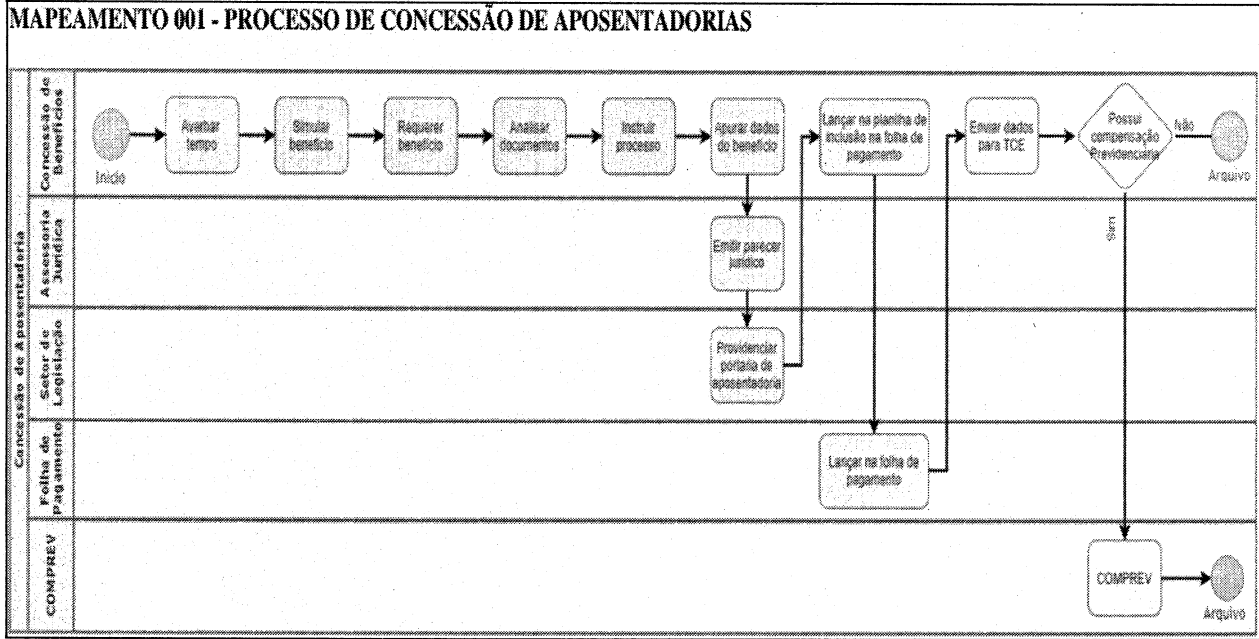 MAPEAMENTO 001 - PROCESSO DE CONCESSÃO DE APOSENTADORIAS
Concessão de Aposentadoria
Concessão de
Benefícios
Início
Averbar
tempo
Simular
benefício
Requerer
benefício
Analisar
documentos
Instruir
processo
Apurar dados
do benefício
Lançar na planilha de
inclusão na folha de
pagamento
Enviar dados
para TCE
Possui
compensação
Previdenciária
Não
Arquivo
Sim
Assessoria
Jurídica
Emitir parecer
jurídico
Setor de
Legislação
Providenciar
portaria de
aposentadoria
Folha de
Pagamento
Lançar na folha de
pagamento
COMPREV
COMPREV
Arquivo